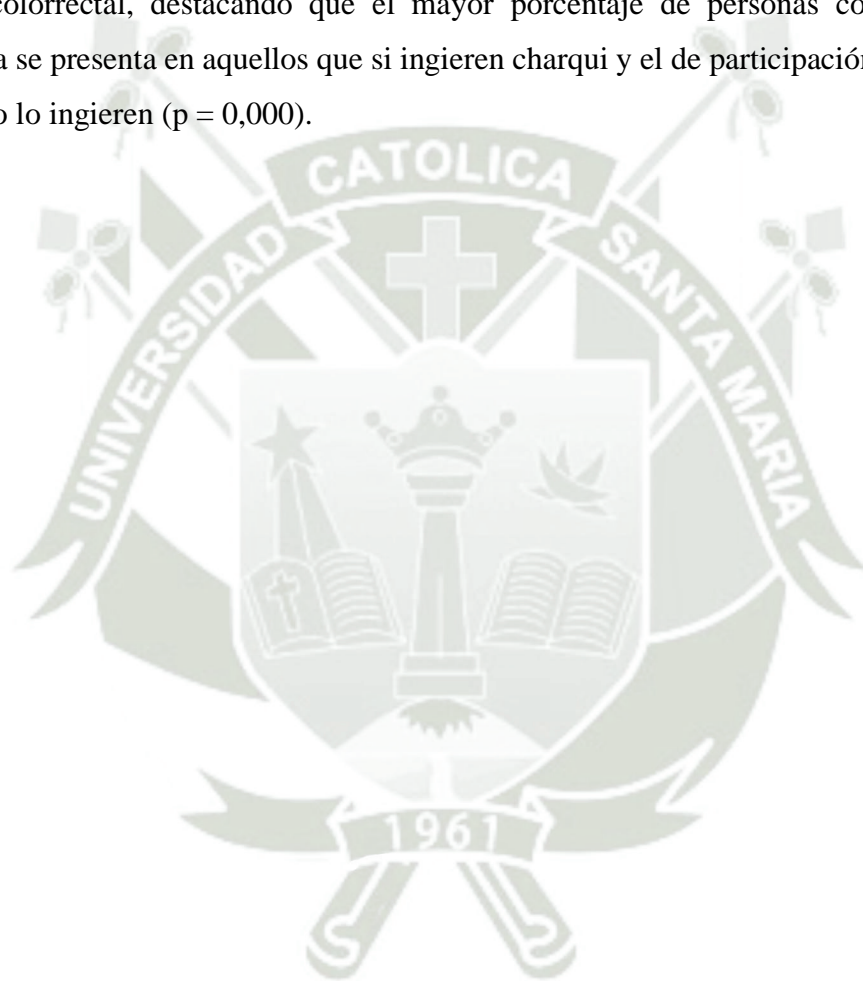 colorrectal, destacando que el mayor porcentaje de personas co
a se presenta en aquellos que si ingieren charqui y el de participación
o lo ingieren (p = 0,000).
CATOLICA
UNIVERSIDAD
SANTA MARIA
1961